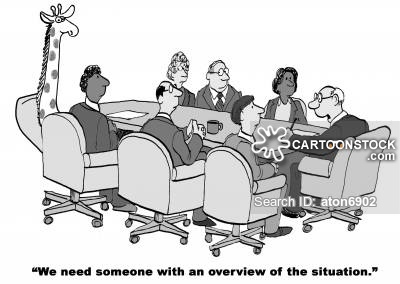 CARTOONSTOCK
.com
Search ID: aton6902
“We need someone with an overview of the situation.”